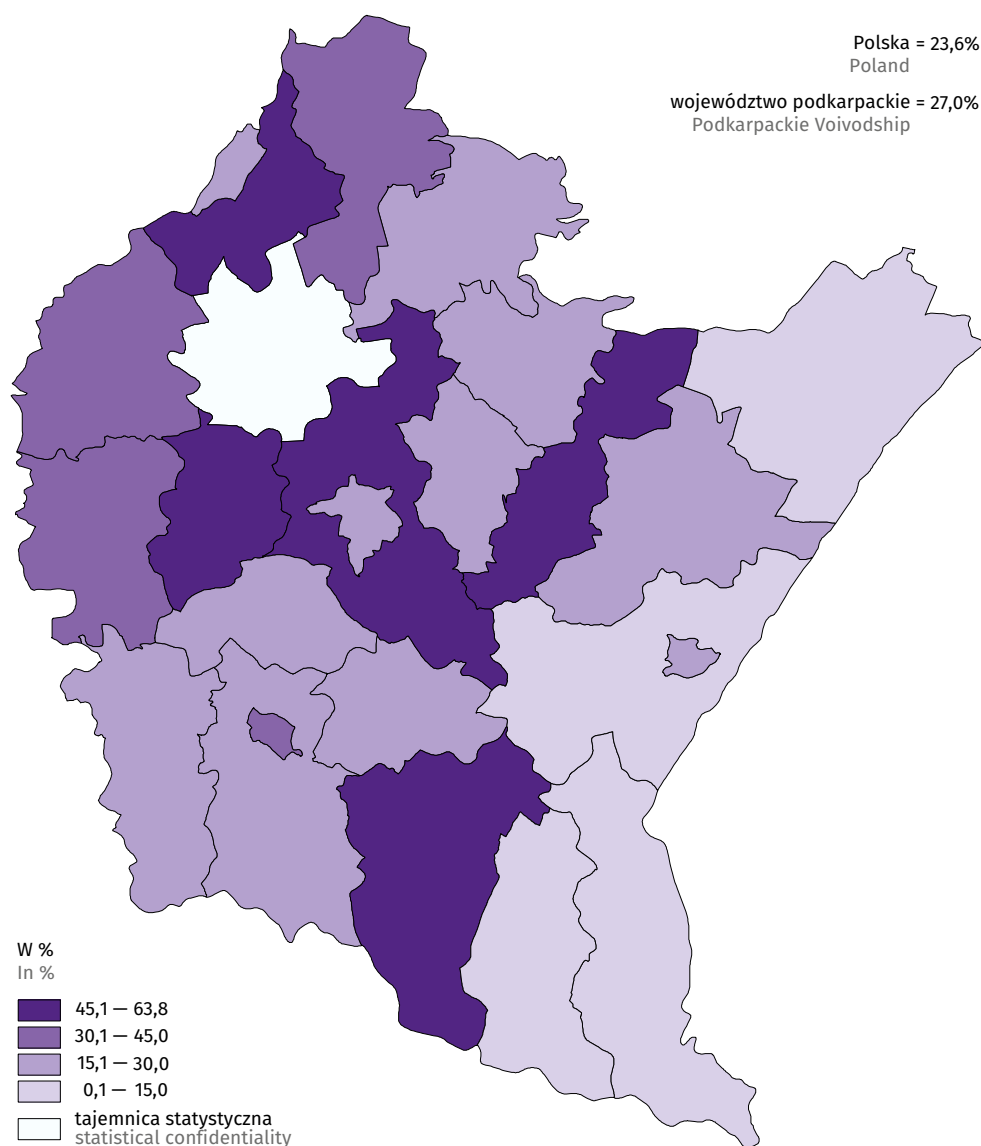 Polska = 23,6%
Poland
województwo podkarpackie = 27,0%
Podkarpackie Voivodship
W %
In %
45,1 — 63,8
30,1 — 45,0
15,1 — 30,0
0,1 — 15,0
tajemnica statystyczna
statistical confidentiality